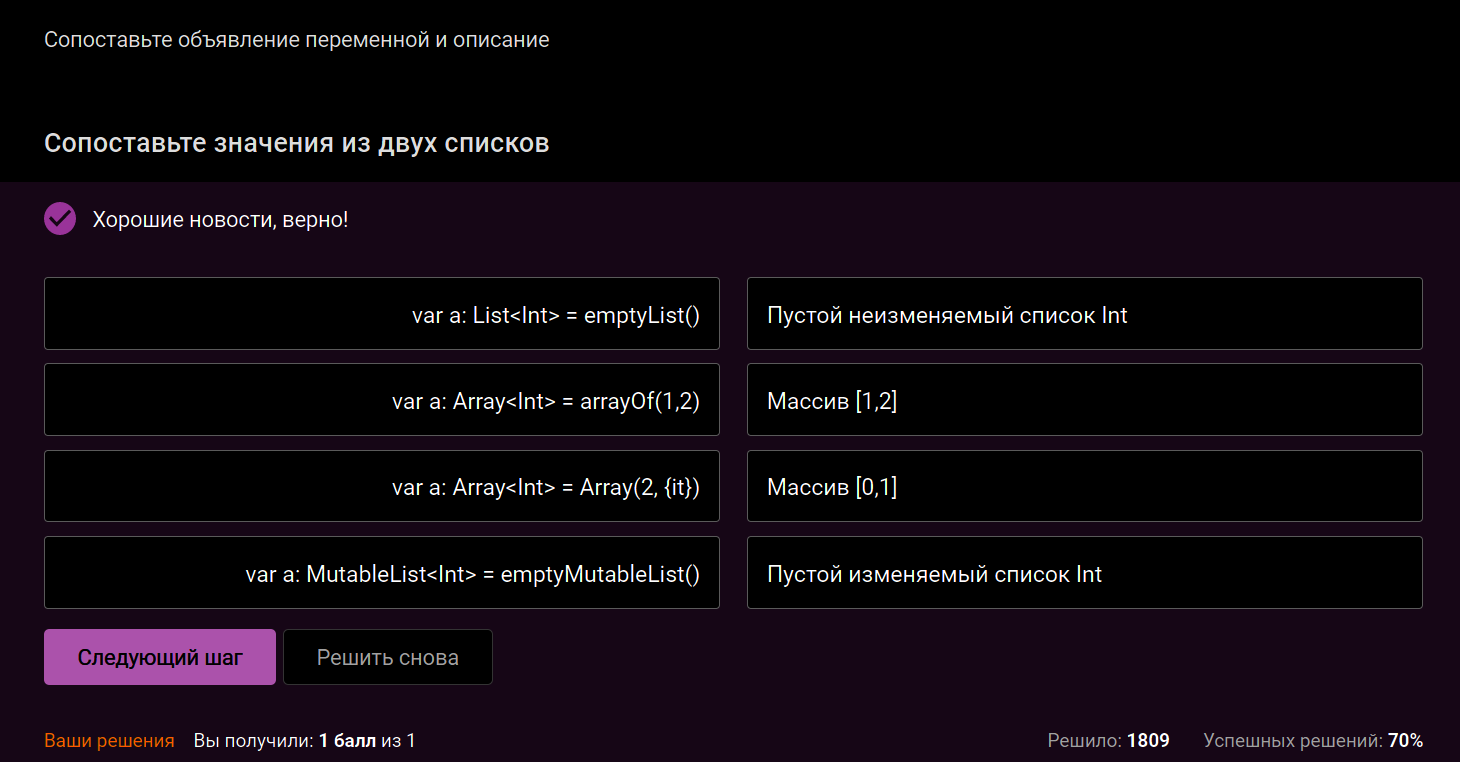 Сопоставьте объявление переменной и описание
Сопоставьте значения из двух списков
Хорошие новости, верно!
var a: List<Int> = emptyList() Пустой неизменяемый список Int
var a: Array<Int> = arrayOf(1,2) Массив [1,2]
var a: Array<Int> = Array(2, {it}) Массив [0,1]
var a: MutableList<Int> = emptyMutableList() Пустой изменяемый список Int
Следующий шаг Решить снова
Ваши решения Вы получили: 1 балл из 1 Решило: 1809 Успешных решений: 70%